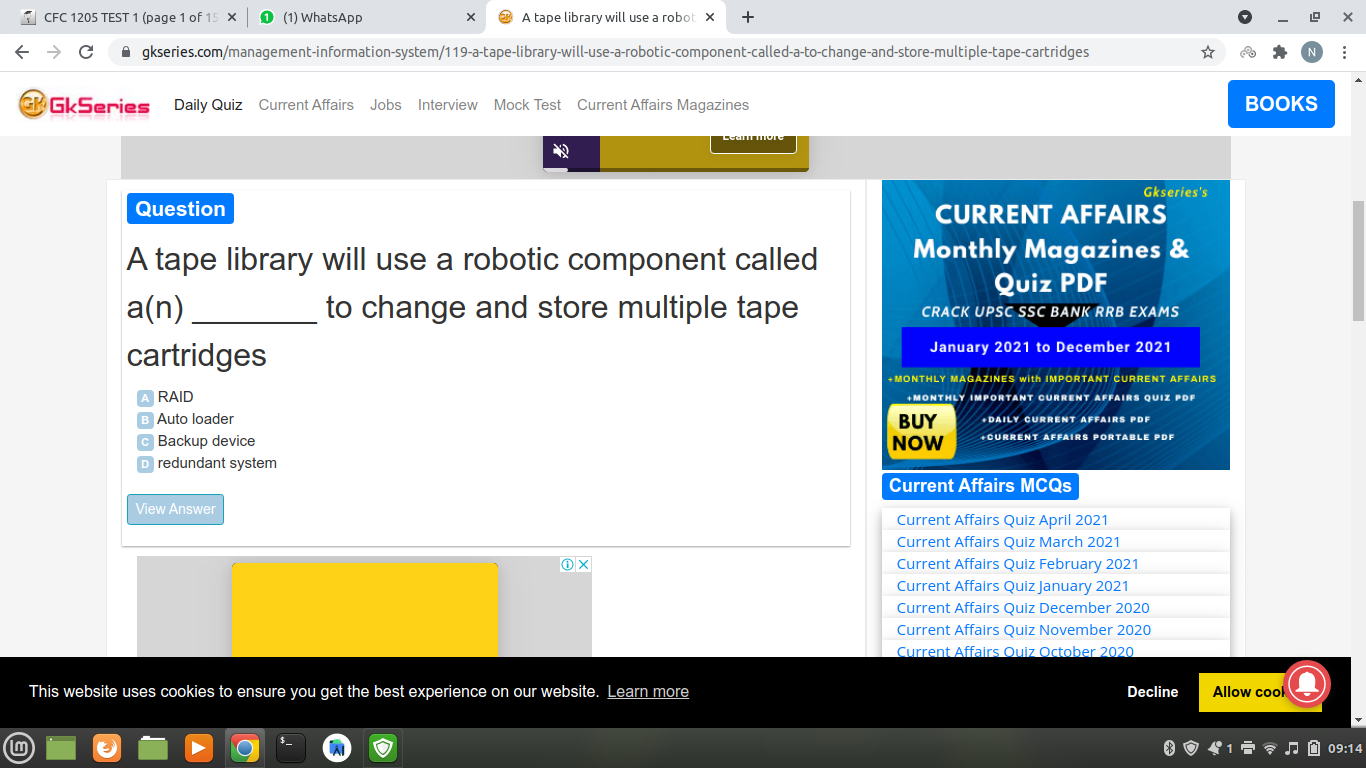 CFC 1205 TEST 1 (page 1 of 15
(1) WhatsApp
A tape library will use a robot
gkseries.com/management-information-system/119-a-tape-library-will-use-a-robotic-component-called-a-to-change-and-store-multiple-tape-cartridges
N
GK GkSeries
Daily Quiz
Current Affairs
Jobs
Interview
Mock Test
Current Affairs Magazines
BOOKS
Learn more
Question
A tape library will use a robotic component called
a(n) _______ to change and store multiple tape
cartridges
A RAID
B Auto loader
C Backup device
D redundant system
View Answer
Gkseries's
CURRENT AFFAIRS
Monthly Magazines &
Quiz PDF
CRACK UPSC SSC BANK RRB EXAMS
January 2021 to December 2021
+MONTHLY MAGAZINES with IMPORTANT CURRENT AFFAIRS
+MONTHLY IMPORTANT CURRENT AFFAIRS QUIZ PDF
+DAILY CURRENT AFFAIRS PDF
+CURRENT AFFAIRS PORTABLE PDF
BUY
NOW
Current Affairs MCQs
Current Affairs Quiz April 2021
Current Affairs Quiz March 2021
Current Affairs Quiz February 2021
Current Affairs Quiz January 2021
Current Affairs Quiz December 2020
Current Affairs Quiz November 2020
Current Affairs Quiz October 2020
This website uses cookies to ensure you get the best experience on our website. Learn more
Decline
Allow cook
1
09:14